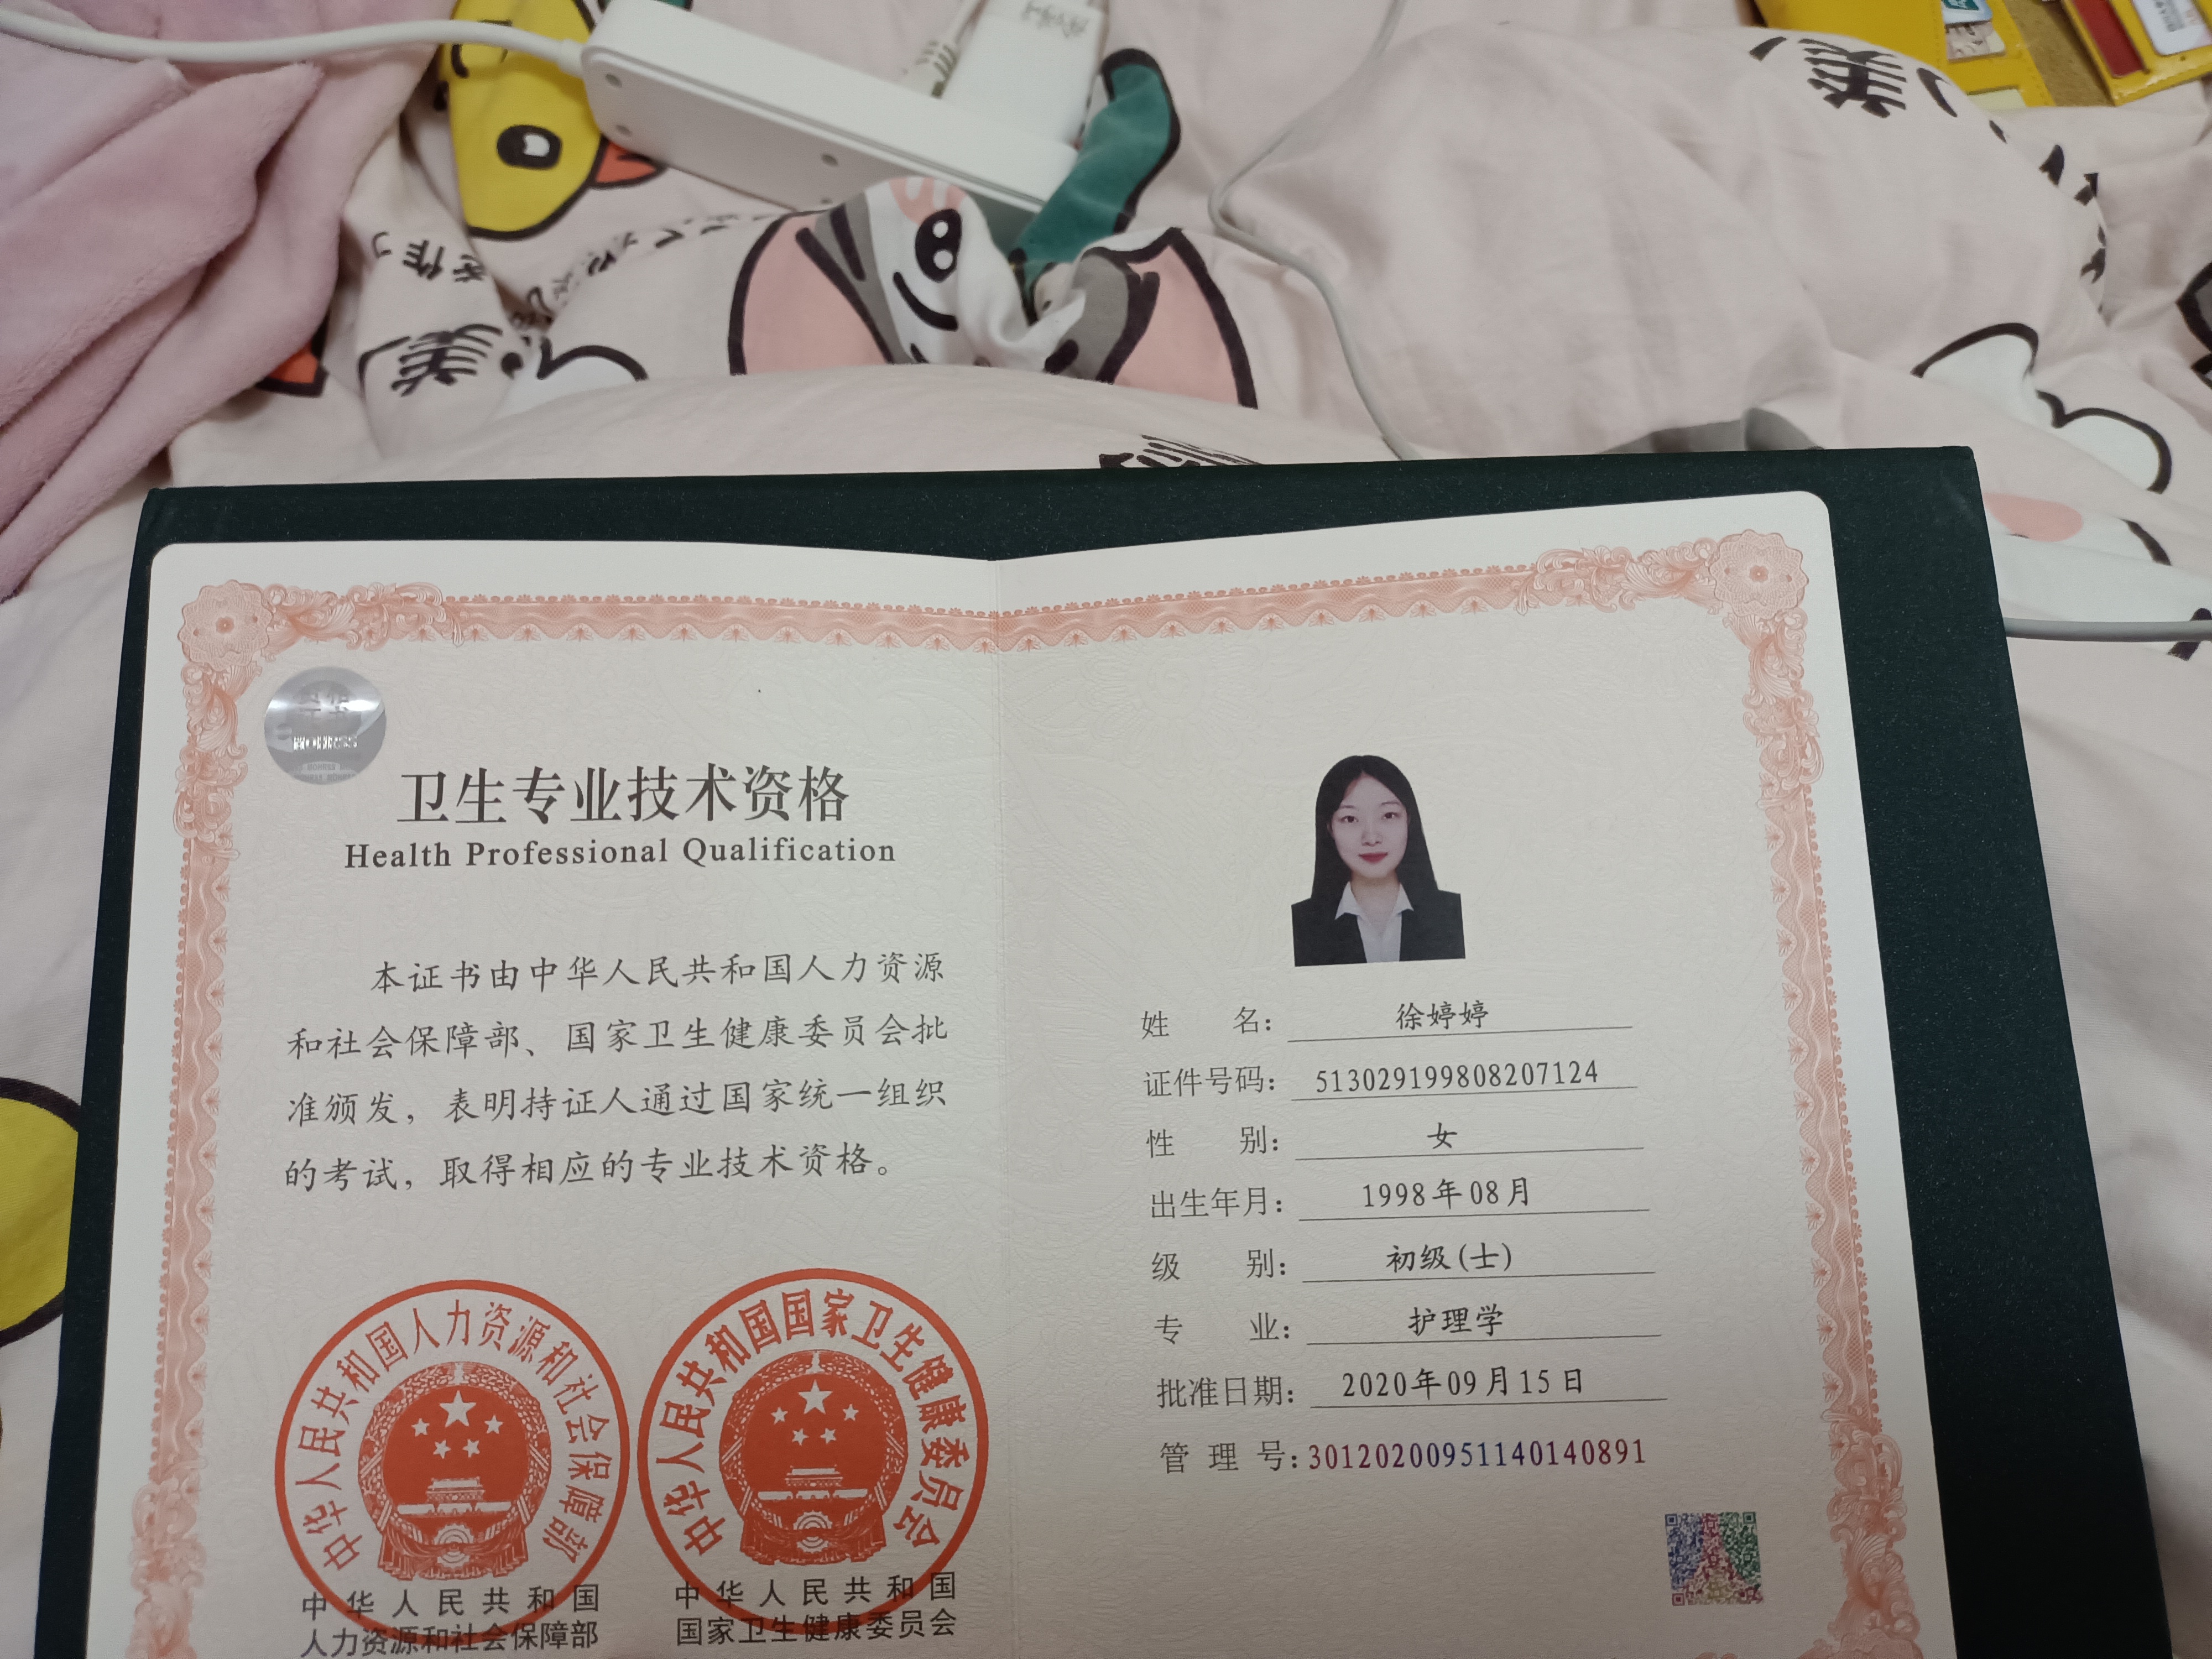 美
美
作
卫生专业技术资格
Health Professional Qualification
本证书由中华人民共和国人力资源
和社会保障部、国家卫生健康委员会批
准颁发，表明持证人通过国家统一组织
的考试，取得相应的专业技术资格。
中华人民共和国人力资源和社会保障部
中华人民共和国国家卫生健康委员会
中华人民共和国
人力资源和社会保障部
中华人民共和国
国家卫生健康委员会
姓名：徐婷婷
证件号码：513029199808207124
性别：女
出生年月：1998年08月
级别：初级(士)
专业：护理学
批准日期：2020年09月15日
管理号：30120200951140140891